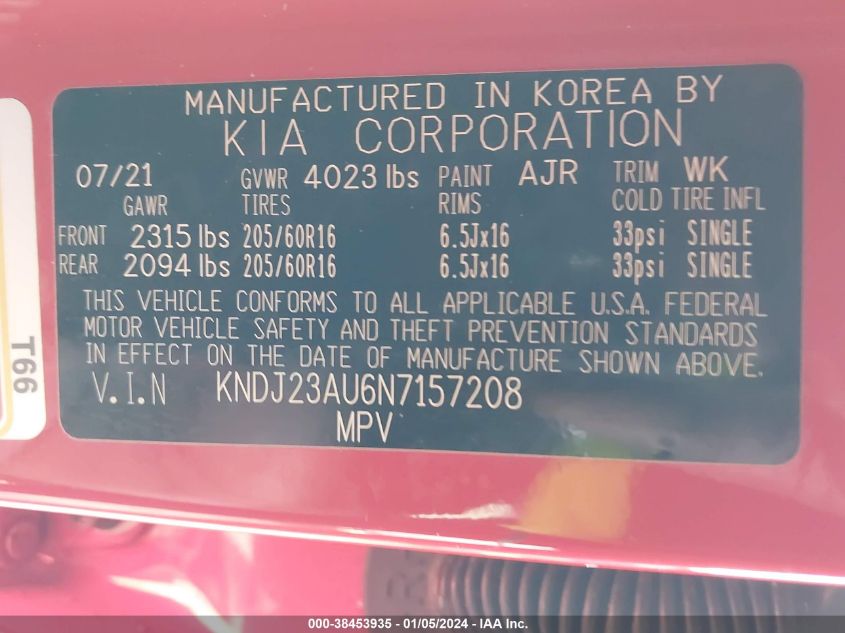 MANUFACTURED IN KOREA BY
KIA CORPORATION
07/21 GVWR 4023 lbs PAINT AJR TRIM WK
GAWR TIRES RIMS COLD TIRE INFL
FRONT 2315 lbs 205/60R16 6.5Jx16 33psi SINGLE
REAR 2094 lbs 205/60R16 6.5Jx16 33psi SINGLE
THIS VEHICLE CONFORMS TO ALL APPLICABLE U.S.A. FEDERAL
MOTOR VEHICLE SAFETY AND THEFT PREVENTION STANDARDS
IN EFFECT ON THE DATE OF MANUFACTURE SHOWN ABOVE.
V.I.N KNDJ23AU6N7157208
MPV
T66
000-38453935 - 01/05/2024 - IAA Inc.